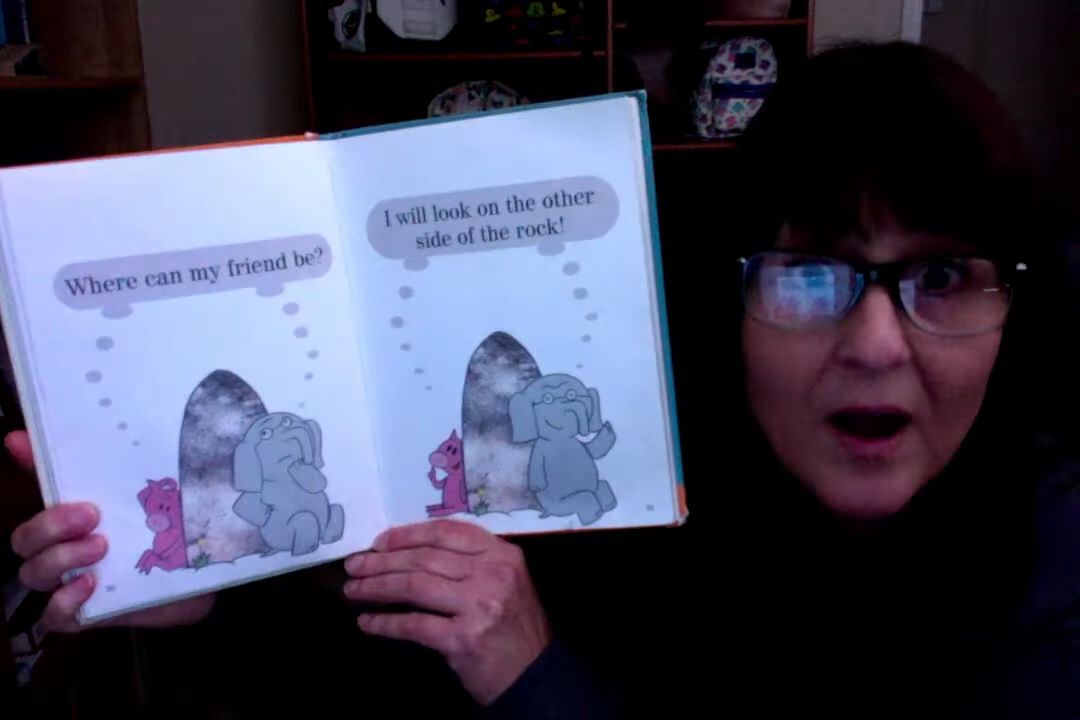 Where can my friend be?
I will look on the other
side of the rock!